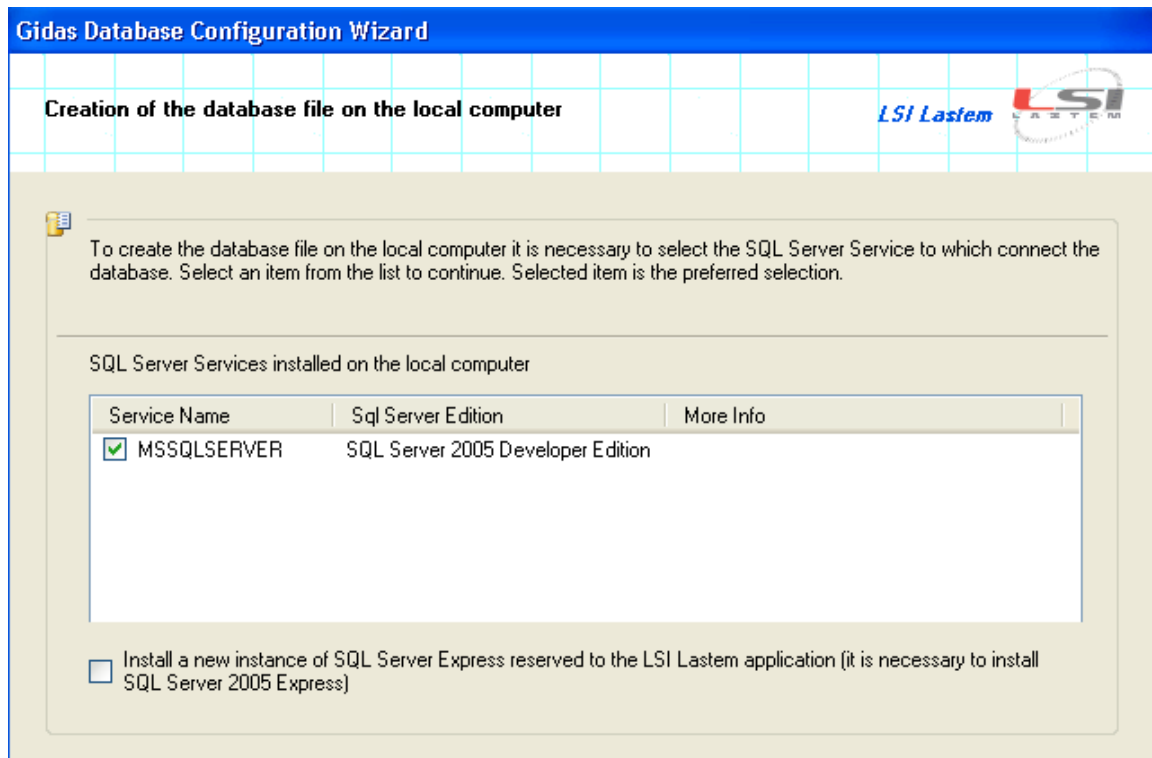 Gidas Database Configuration Wizard
Creation of the database file on the local computer
LSI Lastem
LSI
LASTEM
To create the database file on the local computer it is necessary to select the SQL Server Service to which connect the
database. Select an item from the list to continue. Selected item is the preferred selection.
SQL Server Services installed on the local computer
Service Name Sql Server Edition More Info
MSSQLSERVER SQL Server 2005 Developer Edition
Install a new instance of SQL Server Express reserved to the LSI Lastem application (it is necessary to install
SQL Server 2005 Express)